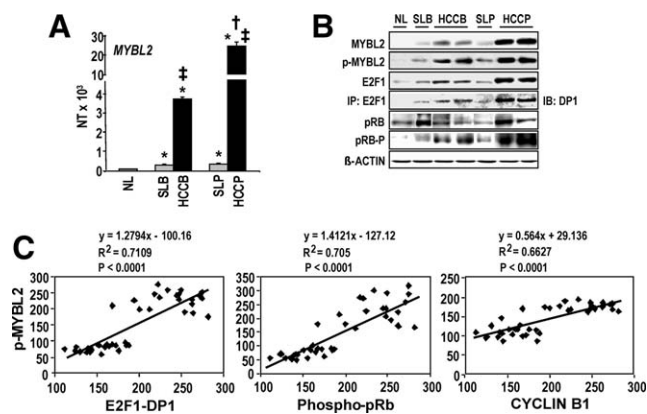 A
MYBL2
NT x 10³
30
20
10
4
3
2
1
0
*
‡
*
*
*
†
‡
NL
SLB
HCCB
SLP
HCCP
B
NL SLB HCCB SLP HCCP
MYBL2
p-MYBL2
E2F1
IP: E2F1 IB: DP1
pRB
pRB-P
ß-ACTIN
C
y = 1.2794x - 100.16
R² = 0.7109
P < 0.0001
y = 1.4121x - 127.12
R² = 0.705
P < 0.0001
y = 0.564x + 29.136
R² = 0.6627
P < 0.0001
p-MYBL2
300
250
200
150
100
50
0
100 150 200 250 300
E2F1-DP1
350
300
250
200
150
100
50
0
100 150 200 250 300
Phospho-pRb
250
200
150
100
50
0
100 150 200 250 300
CYCLIN B1